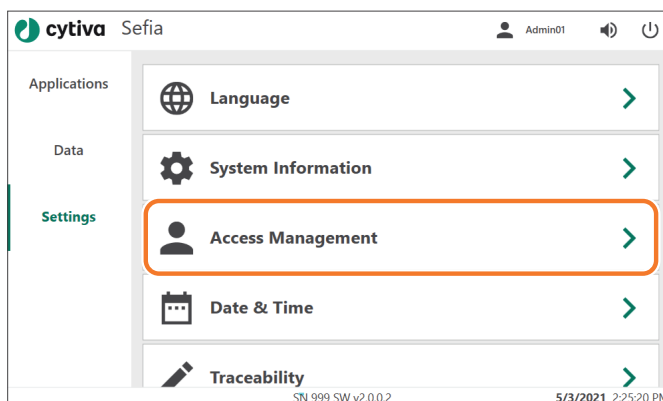 cytiva Sefia Admin01
Applications
Language
Data
System Information
Settings
Access Management
Date & Time
Traceability
SN 999 SW v2.0.0.2 5/3/2021 2:25:20 PM